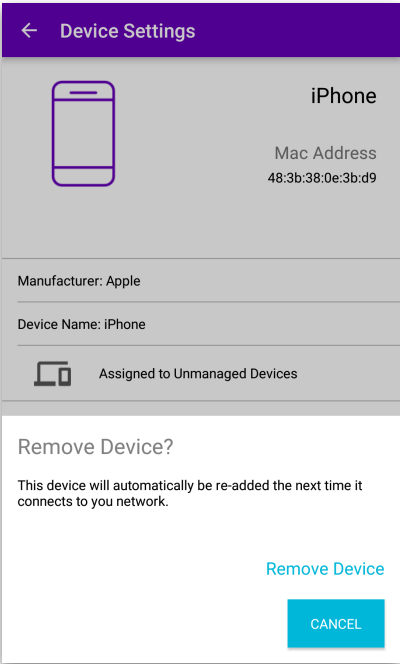 Device Settings
iPhone
Mac Address
48:3b:38:0e:3b:d9
Manufacturer: Apple
Device Name: iPhone
Assigned to Unmanaged Devices
Remove Device?
This device will automatically be re-added the next time it
connects to you network.
Remove Device
CANCEL